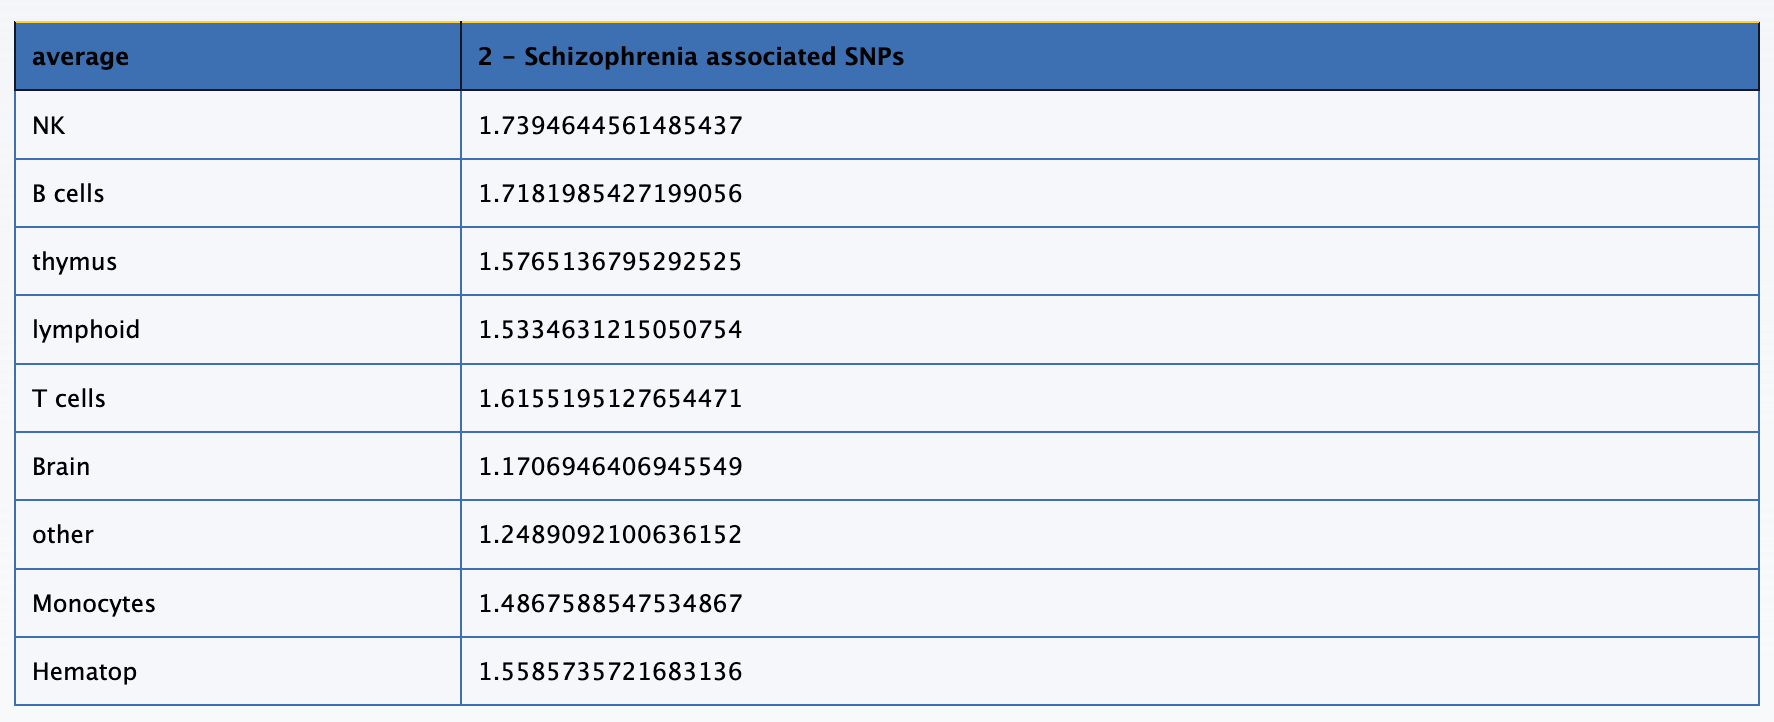 average 2 – Schizophrenia associated SNPs
NK 1.7394644561485437
B cells 1.7181985427199056
thymus 1.5765136795292525
lymphoid 1.5334631215050754
T cells 1.6155195127654471
Brain 1.1706946406945549
other 1.2489092100636152
Monocytes 1.4867588547534867
Hematop 1.5585735721683136